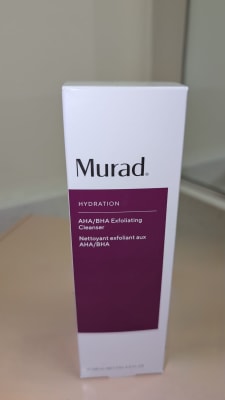 Murad.
HYDRATION
AHA/BHA Exfoliating
Cleanser
Nettoyant exfoliant aux
AHA/BHA